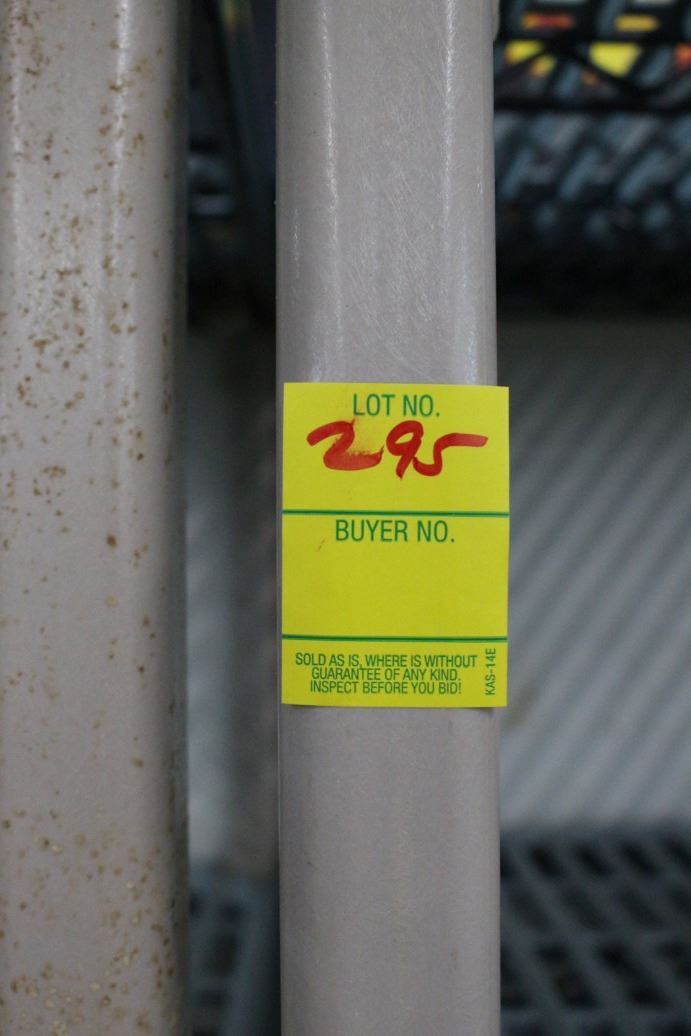 LOT NO.
295
BUYER NO.
SOLD AS IS, WHERE IS WITHOUT
GUARANTEE OF ANY KIND.
INSPECT BEFORE YOU BID!
KAS-14E